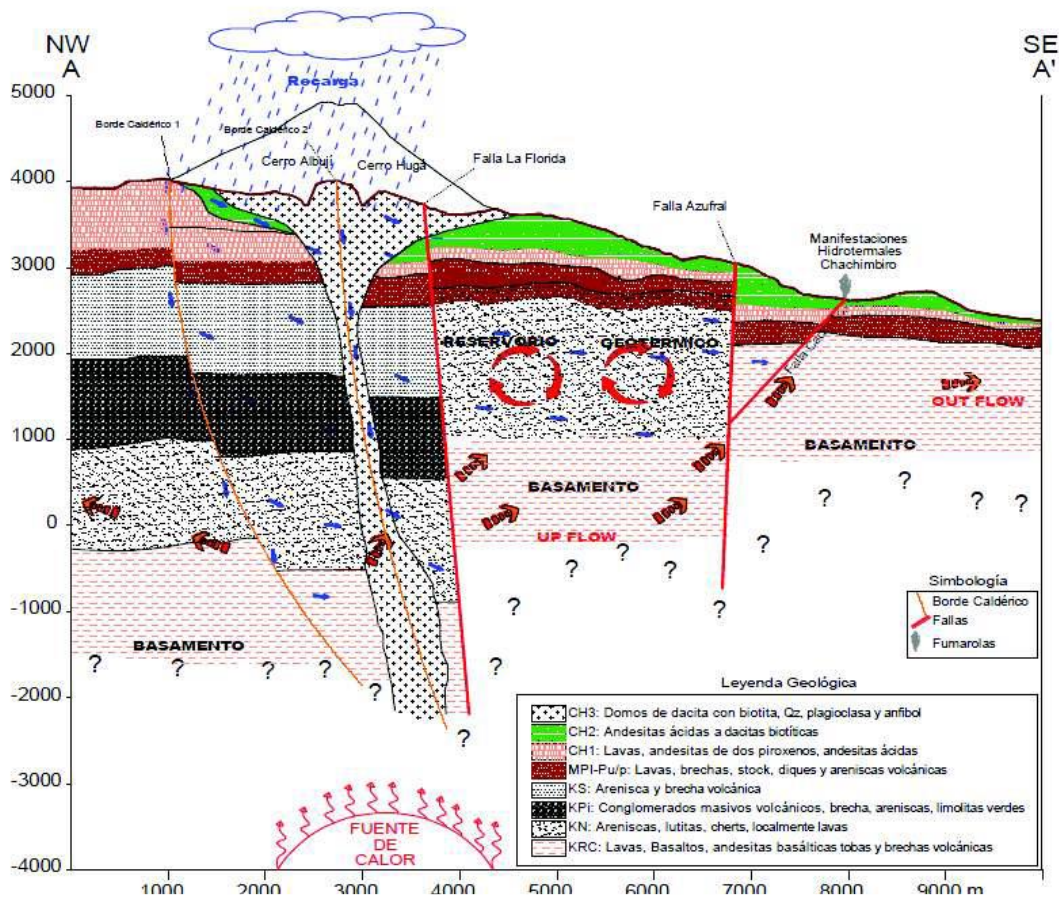 NW
A
SE
A'
Recarga
5000
4000
3000
2000
1000
0
-1000
-2000
-3000
-4000
Borde Caldérico 1
Borde Caldérico 2
Cerro Albují
Cerro Hugá
Falla La Florida
Falla Azufral
Manifestaciones
Hidrotermales
Chachimbiro
RESERVORIO GEOTERMICO
Falla
OUT FLOW
BASAMENTO
BASAMENTO
UP FLOW
BASAMENTO
? ? ? ? ? ? ? ? ? ? ? ? ? ? ? ? ? ? ?
Simbología
Borde Caldérico
Fallas
Fumarolas
Leyenda Geológica
CH3: Domos de dacita con biotita, Qz, plagioclasa y anfibol
CH2: Andesitas ácidas a dacitas biotíticas
CH1: Lavas, andesitas de dos piroxenos, andesitas ácidas
MPI-Pu/p: Lavas, brechas, stock, diques y areniscas volcánicas
KS: Arenisca y brecha volcánica
KPi: Conglomerados masivos volcánicos, brecha, areniscas, limolitas verdes
KN: Areniscas, lutitas, cherts, localmente lavas
KRC: Lavas, Basaltos, andesitas basálticas tobas y brechas volcánicas
FUENTE
DE
CALOR
1000 2000 3000 4000 5000 6000 7000 8000 9000 m